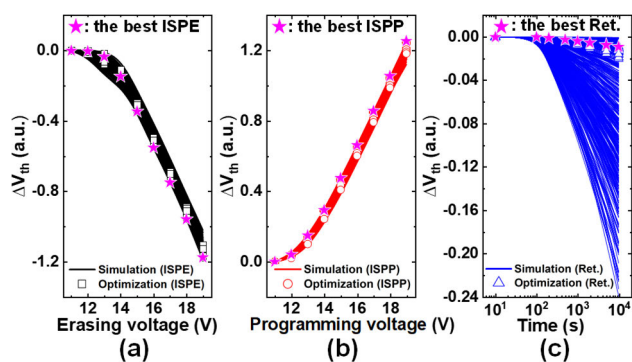 ★: the best ISPE
0.0
-0.4
-0.8
-1.2
ΔVth (a.u.)
Simulation (ISPE)
Optimization (ISPE)
12 14 16 18
Erasing voltage (V)
(a)
★: the best ISPP
1.2
0.8
0.4
0.0
ΔVth (a.u.)
Simulation (ISPP)
Optimization (ISPP)
12 14 16 18
Programming voltage (V)
(b)
★: the best Ret.
0.00
-0.04
-0.08
-0.12
-0.16
-0.20
-0.24
ΔVth (a.u.)
Simulation (Ret.)
Optimization (Ret.)
10¹ 10² 10³ 10⁴
Time (s)
(c)